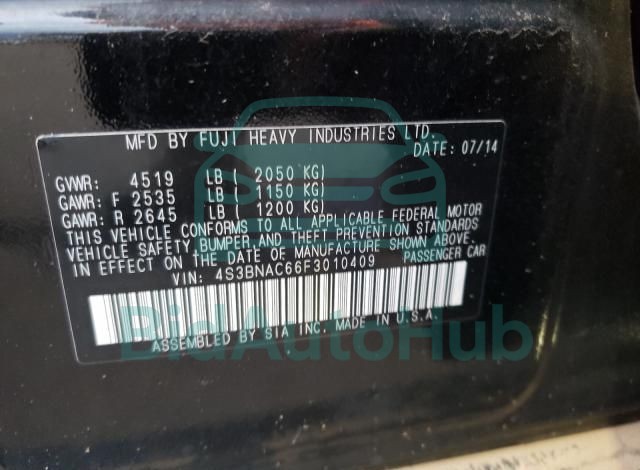 MFD BY FUJI HEAVY INDUSTRIES LTD.
DATE: 07/14
GVWR: 4519 LB ( 2050 KG)
GAWR: F 2535 LB ( 1150 KG)
GAWR: R 2645 LB ( 1200 KG)
THIS VEHICLE CONFORMS TO ALL APPLICABLE FEDERAL MOTOR
VEHICLE SAFETY, BUMPER, AND THEFT PREVENTION STANDARDS
IN EFFECT ON THE DATE OF MANUFACTURE SHOWN ABOVE.
VIN: 4S3BNAC66F3010409 PASSENGER CAR
ASSEMBLED BY SIA INC. MADE IN U.S.A.
BidAutoHub